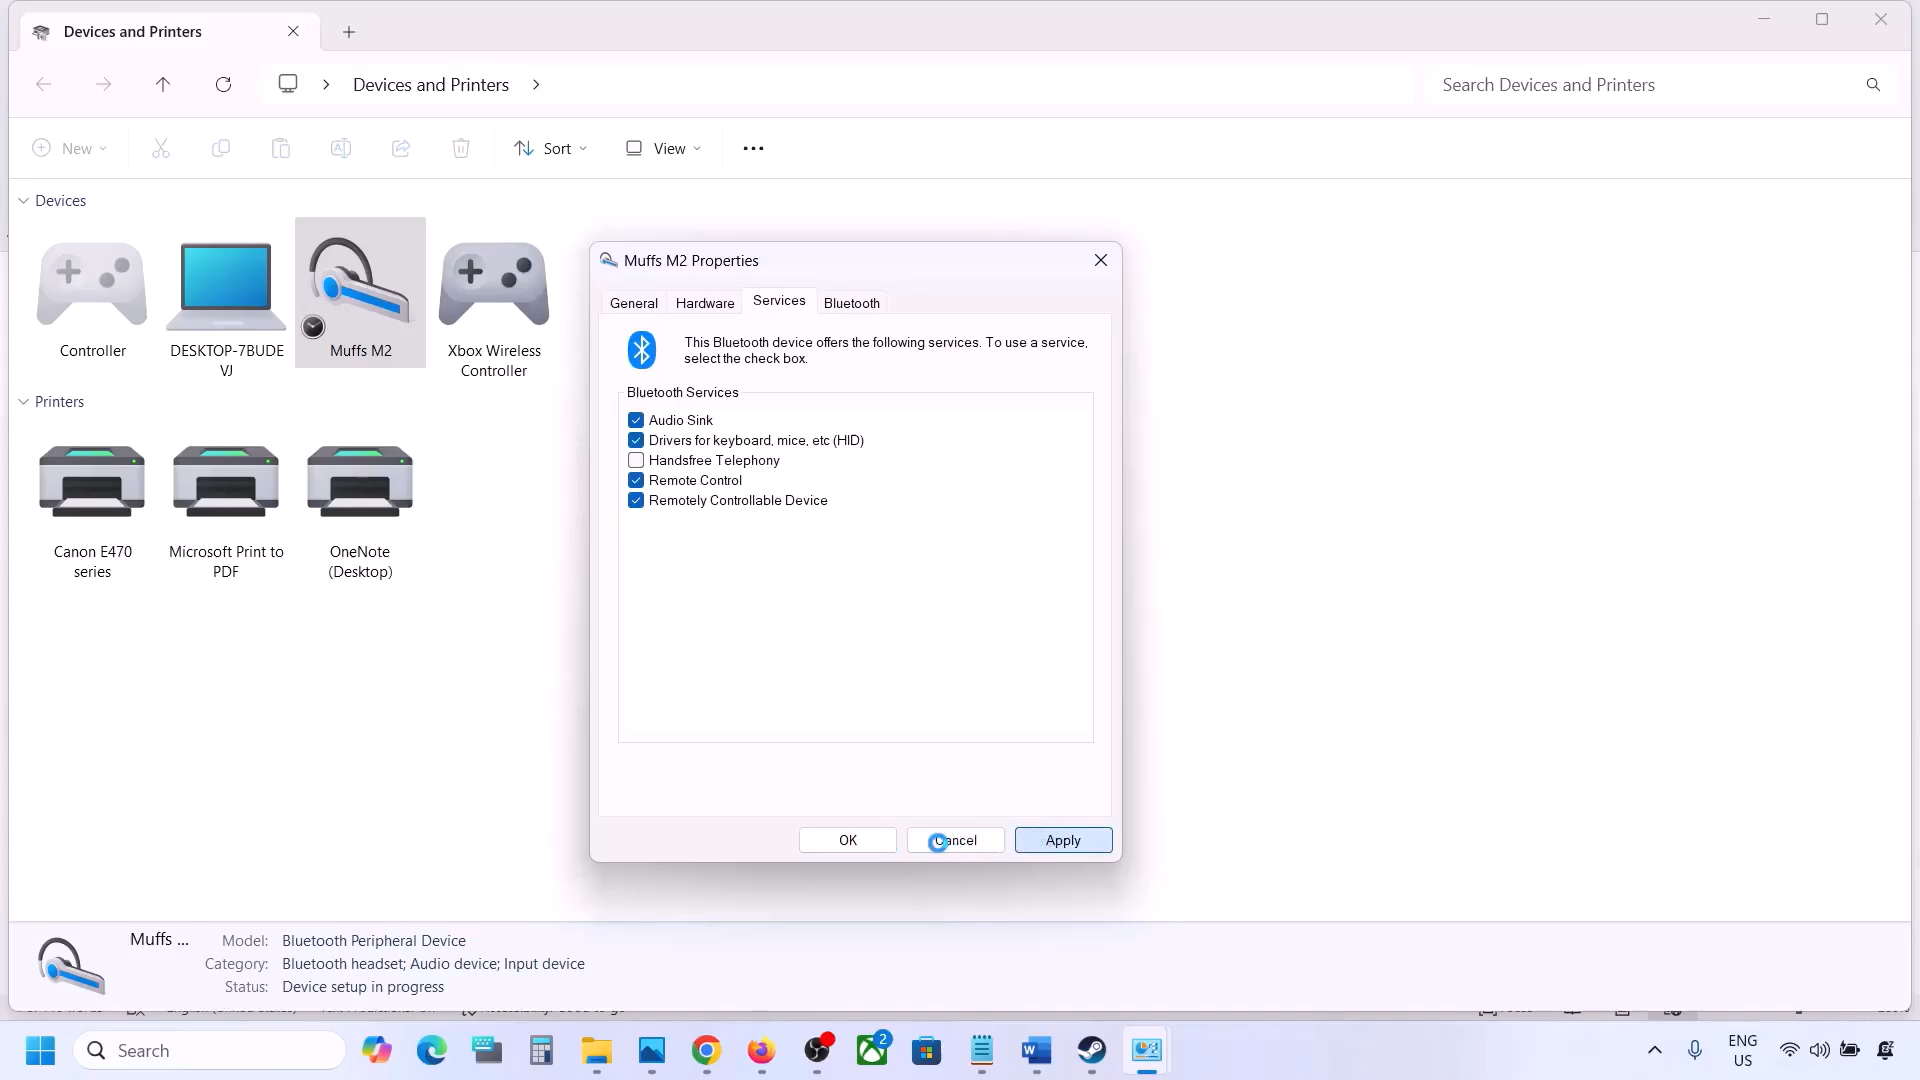 Devices and Printers
Devices and Printers
Search Devices and Printers
New
Sort
View
Devices
Controller
DESKTOP-7BUDE
VJ
Muffs M2
Xbox Wireless
Controller
Printers
Canon E470
series
Microsoft Print to
PDF
OneNote
(Desktop)
Muffs M2 Properties
General
Hardware
Services
Bluetooth
This Bluetooth device offers the following services. To use a service,
select the check box.
Bluetooth Services
Audio Sink
Drivers for keyboard, mice, etc (HID)
Handsfree Telephony
Remote Control
Remotely Controllable Device
OK
Cancel
Apply
Muffs ...
Model: Bluetooth Peripheral Device
Category: Bluetooth headset; Audio device; Input device
Status: Device setup in progress
Search
2
ENG
US